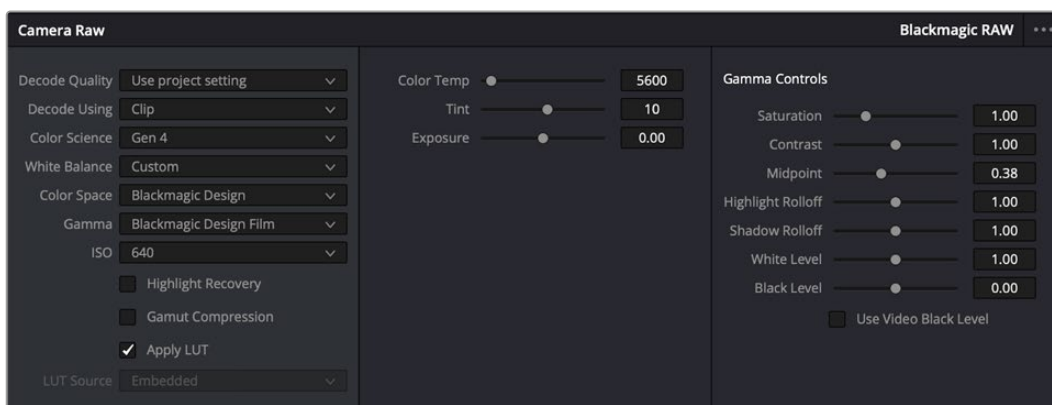 Camera Raw
Blackmagic RAW
Decode Quality Use project setting
Decode Using Clip
Color Science Gen 4
White Balance Custom
Color Space Blackmagic Design
Gamma Blackmagic Design Film
ISO 640
Highlight Recovery
Gamut Compression
Apply LUT
LUT Source Embedded
Color Temp 5600
Tint 10
Exposure 0.00
Gamma Controls
Saturation 1.00
Contrast 1.00
Midpoint 0.38
Highlight Rolloff 1.00
Shadow Rolloff 1.00
White Level 1.00
Black Level 0.00
Use Video Black Level